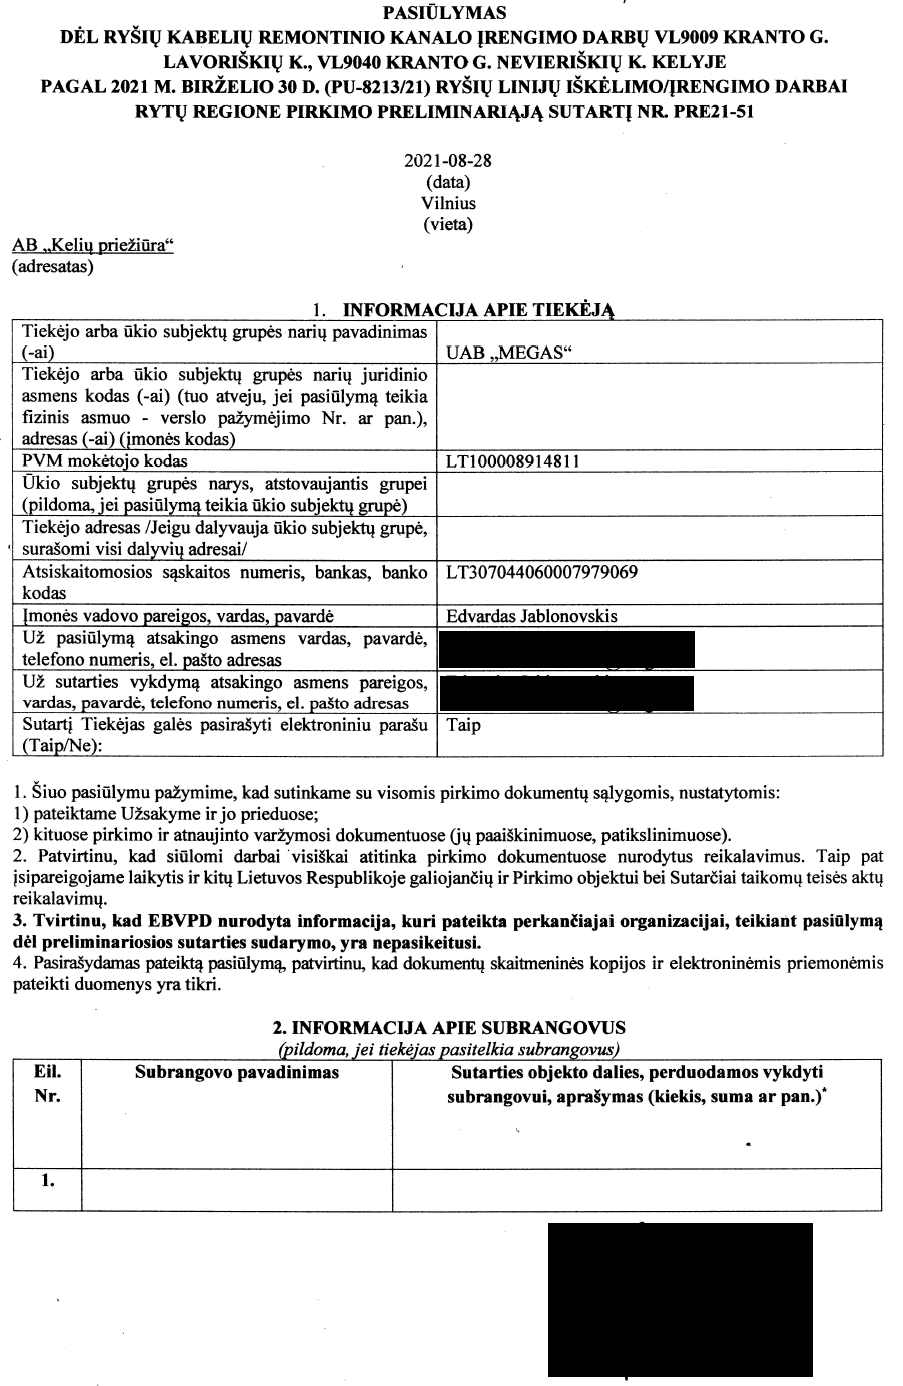 PASIŪLYMAS
DĖL RYŠIŲ KABELIŲ REMONTINIO KANALO ĮRENGIMO DARBŲ VL9009 KRANTO G.
LAVORIŠKIŲ K., VL9040 KRANTO G. NEVIERIŠKIŲ K. KELYJE
PAGAL 2021 M. BIRŽELIO 30 D. (PU-8213/21) RYŠIŲ LINIJŲ IŠKĖLIMO/ĮRENGIMO DARBAI
RYTŲ REGIONE PIRKIMO PRELIMINARIĄJĄ SUTARTĮ NR. PRE21-51
2021-08-28
(data)
Vilnius
(vieta)
AB „Kelių priežiūra“
(adresatas)
1. INFORMACIJA APIE TIEKĖJĄ
Tiekėjo arba ūkio subjektų grupės narių pavadinimas
(-ai)
UAB „MEGAS“
Tiekėjo arba ūkio subjektų grupės narių juridinio
asmens kodas (-ai) (tuo atveju, jei pasiūlymą teikia
fizinis asmuo - verslo pažymėjimo Nr. ar pan.),
adresas (-ai) (įmonės kodas)
PVM mokėtojo kodas
LT100008914811
Ūkio subjektų grupės narys, atstovaujantis grupei
(pildoma, jei pasiūlymą teikia ūkio subjektų grupė)
Tiekėjo adresas /Jeigu dalyvauja ūkio subjektų grupė,
surašomi visi dalyvių adresai/
Atsiskaitomosios sąskaitos numeris, bankas, banko
kodas
LT307044060007979069
Įmonės vadovo pareigos, vardas, pavardė
Edvardas Jablonovskis
Už pasiūlymą atsakingo asmens vardas, pavardė,
telefono numeris, el. pašto adresas
Už sutarties vykdymą atsakingo asmens pareigos,
vardas, pavardė, telefono numeris, el. pašto adresas
Sutartį Tiekėjas galės pasirašyti elektroniniu parašu
(Taip/Ne):
Taip
1. Šiuo pasiūlymu pažymime, kad sutinkame su visomis pirkimo dokumentų sąlygomis, nustatytomis:
1) pateiktame Užsakyme ir jo prieduose;
2) kituose pirkimo ir atnaujinto varžymosi dokumentuose (jų paaiškinimuose, patikslinimuose).
2. Patvirtinu, kad siūlomi darbai visiškai atitinka pirkimo dokumentuose nurodytus reikalavimus. Taip pat
įsipareigojame laikytis ir kitų Lietuvos Respublikoje galiojančių ir Pirkimo objektui bei Sutarčiai taikomų teisės aktų
reikalavimų.
3. Tvirtinu, kad EBVPD nurodyta informacija, kuri pateikta perkančiajai organizacijai, teikiant pasiūlymą
dėl preliminariosios sutarties sudarymo, yra nepasikeitusi.
4. Pasirašydamas pateiktą pasiūlymą, patvirtinu, kad dokumentų skaitmeninės kopijos ir elektroninėmis priemonėmis
pateikti duomenys yra tikri.
2. INFORMACIJA APIE SUBRANGOVUS
(pildoma, jei tiekėjas pasitelkia subrangovus)
Eil.
Nr.
Subrangovo pavadinimas
Sutarties objekto dalies, perduodamos vykdyti
subrangovui, aprašymas (kiekis, suma ar pan.)*
1.